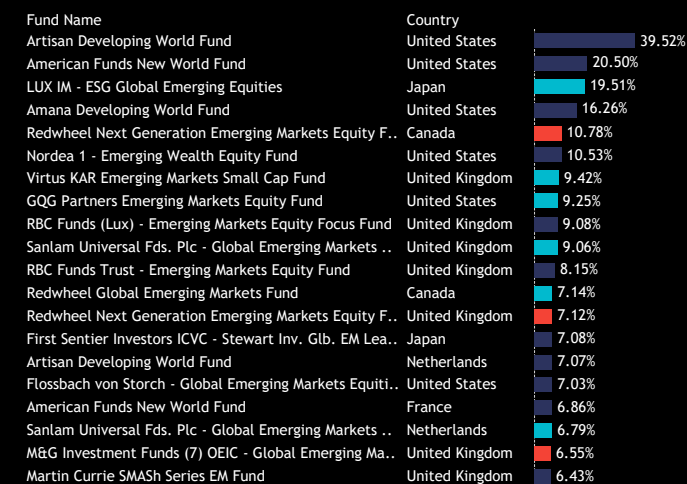 Fund Name Country
Artisan Developing World Fund United States 39.52%
American Funds New World Fund United States 20.50%
LUX IM - ESG Global Emerging Equities Japan 19.51%
Amana Developing World Fund United States 16.26%
Redwheel Next Generation Emerging Markets Equity F.. Canada 10.78%
Nordea 1 - Emerging Wealth Equity Fund United States 10.53%
Virtus KAR Emerging Markets Small Cap Fund United Kingdom 9.42%
GQG Partners Emerging Markets Equity Fund United States 9.25%
RBC Funds (Lux) - Emerging Markets Equity Focus Fund United Kingdom 9.08%
Sanlam Universal Fds. Plc - Global Emerging Markets .. United Kingdom 9.06%
RBC Funds Trust - Emerging Markets Equity Fund United Kingdom 8.15%
Redwheel Global Emerging Markets Fund Canada 7.14%
Redwheel Next Generation Emerging Markets Equity F.. United Kingdom 7.12%
First Sentier Investors ICVC - Stewart Inv. Glb. EM Lea.. Japan 7.08%
Artisan Developing World Fund Netherlands 7.07%
Flossbach von Storch - Global Emerging Markets Equiti.. United States 7.03%
American Funds New World Fund France 6.86%
Sanlam Universal Fds. Plc - Global Emerging Markets .. Netherlands 6.79%
M&G Investment Funds (7) OEIC - Global Emerging Ma.. United Kingdom 6.55%
Martin Currie SMASh Series EM Fund United Kingdom 6.43%